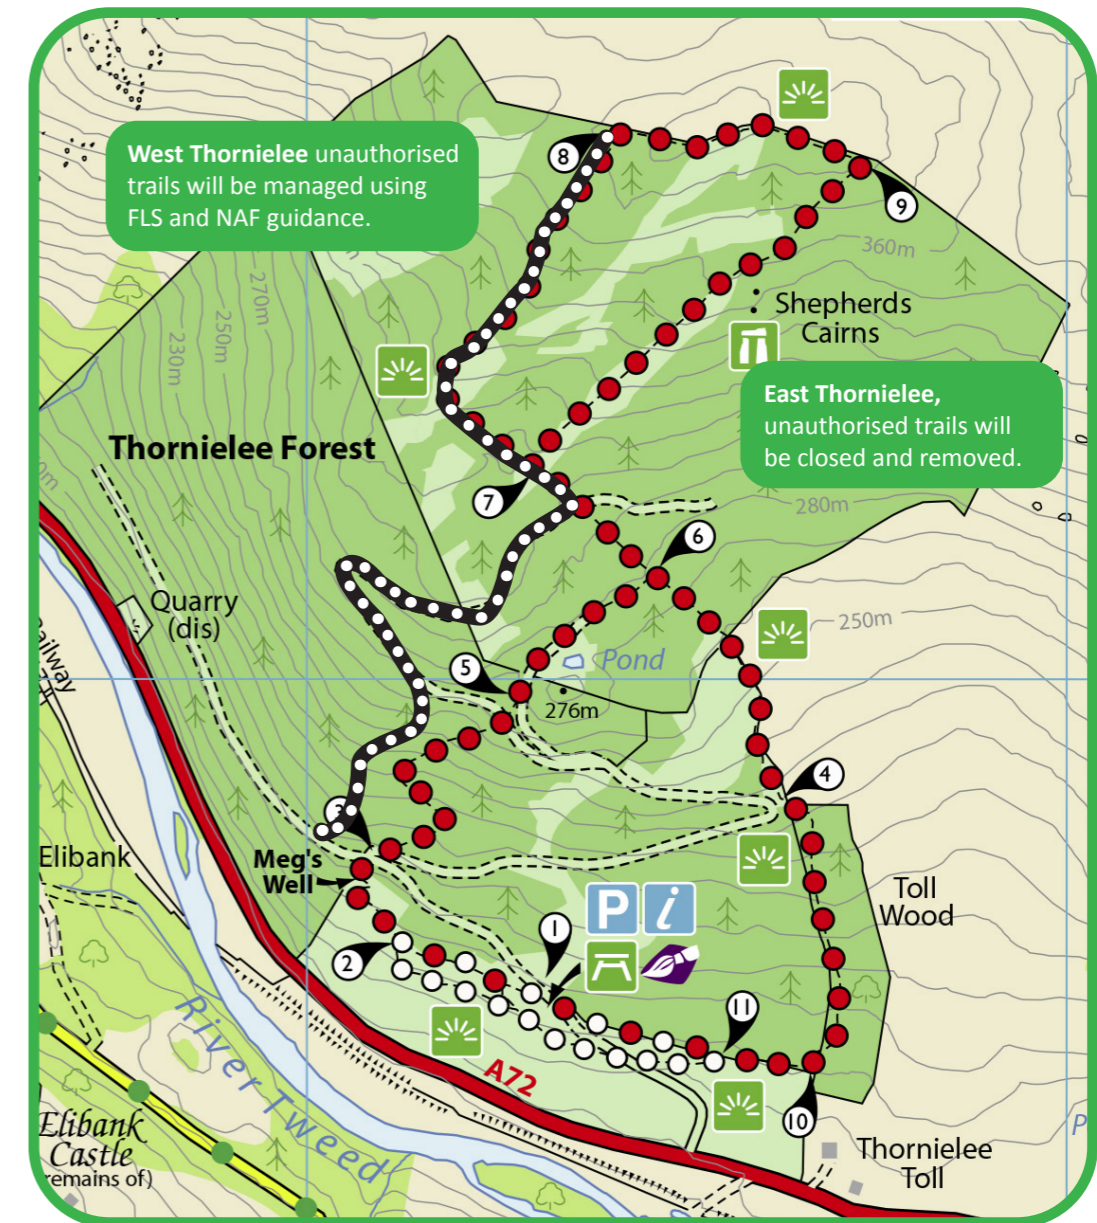 West Thornielee unauthorised
trails will be managed using
FLS and NAF guidance.
8
9
360m
270m
250m
230m
Shepherds
Cairns
East Thornielee,
unauthorised trails will
be closed and removed.
Thornielee Forest
7
280m
6
Quarry
(dis)
250m
Pond
5
276m
Railway
4
3
Elibank
Meg's
Well
Toll
Wood
P
i
1
2
11
River Tweed
A72
10
Elibank
Castle
(remains of)
Thornielee
Toll
P